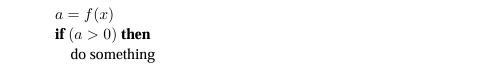 a = f(x)
if (a > 0) then
do something